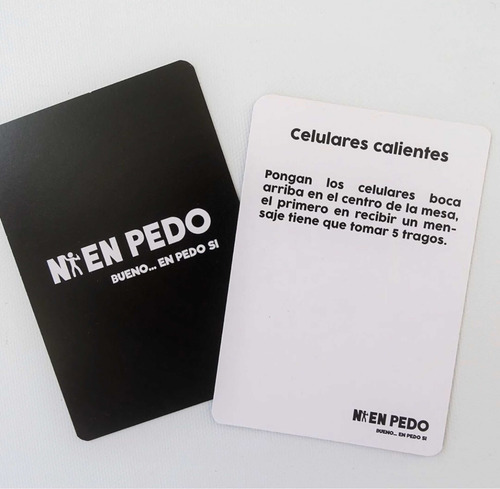 NI EN PEDO
BUENO... EN PEDO SI
Celulares calientes
Pongan los celulares boca
arriba en el centro de la mesa,
el primero en recibir un men-
saje tiene que tomar 5 tragos.
NI EN PEDO
BUENO... EN PEDO SI